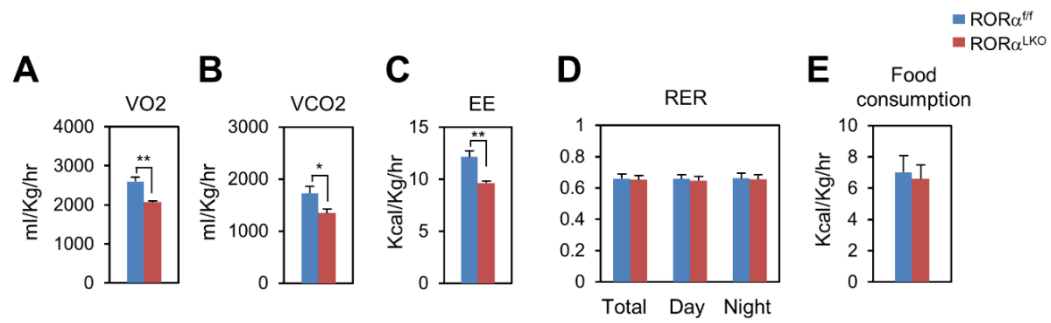 RORα^f/f
RORα^LKO
A
VO2
ml/Kg/hr
4000
3000
2000
1000
0
**
B
VCO2
ml/Kg/hr
3000
2000
1000
0
*
C
EE
Kcal/Kg/hr
15
10
5
0
**
D
RER
1
0.8
0.6
0.4
0.2
0
Total Day Night
E
Food
consumption
Kcal/Kg/hr
10
8
6
4
2
0